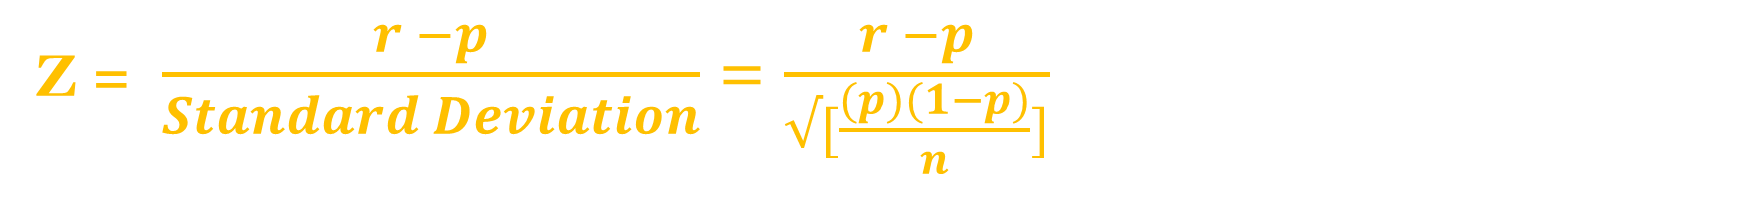 Z = r −p / Standard Deviation = r −p / √[(p)(1−p) / n]